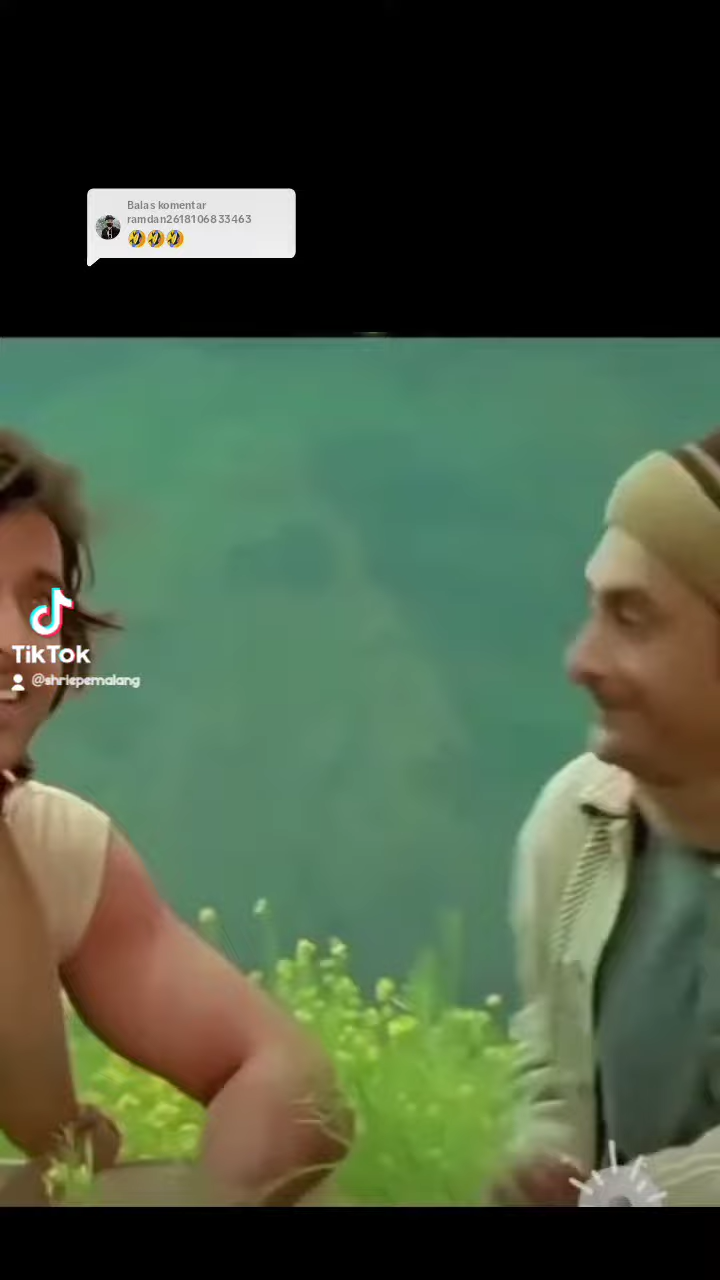 Balas komentar
ramdan2618106833463
🤣🤣🤣
TikTok
@shriepemalang